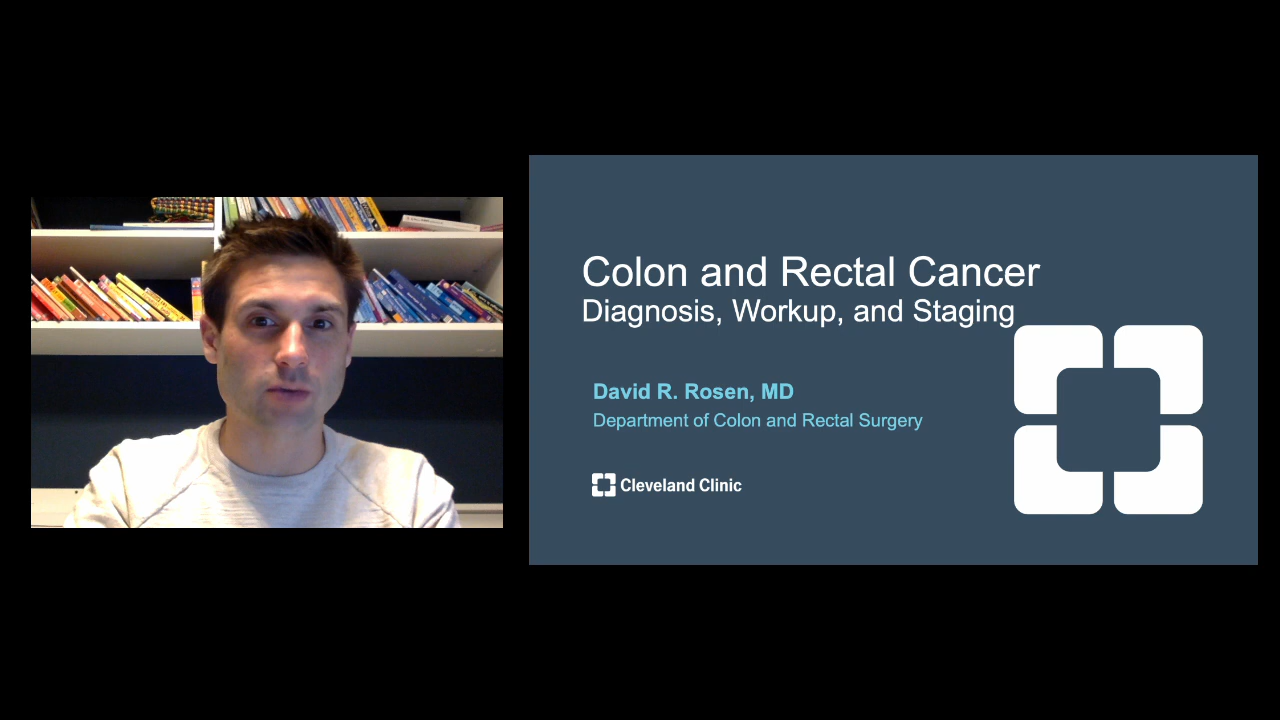 Colon and Rectal Cancer
Diagnosis, Workup, and Staging
David R. Rosen, MD
Department of Colon and Rectal Surgery
Cleveland Clinic